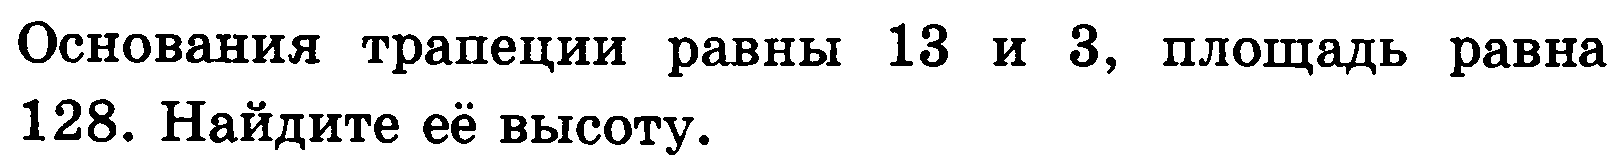 Основания трапеции равны 13 и 3, площадь равна
128. Найдите её высоту.